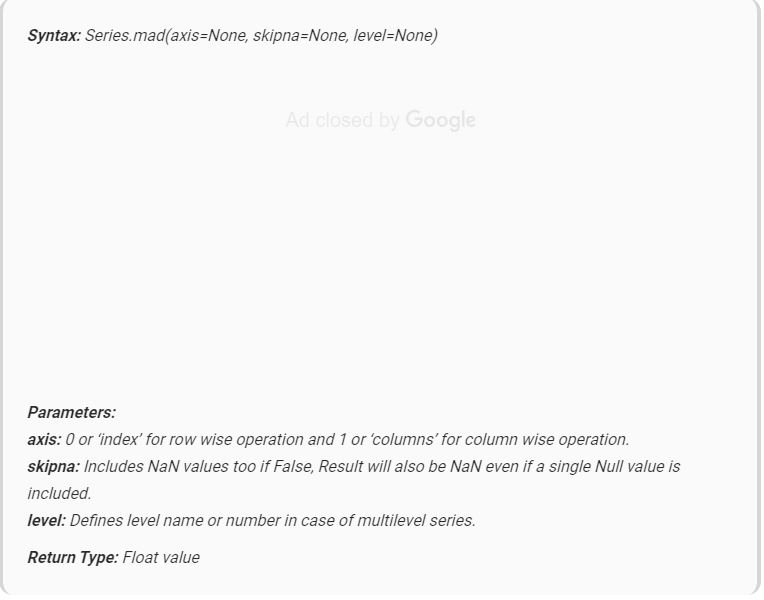 Syntax: Series.mad(axis=None, skipna=None, level=None)
Ad closed by Google
Parameters:
axis: 0 or ‘index’ for row wise operation and 1 or ‘columns’ for column wise operation.
skipna: Includes NaN values too if False, Result will also be NaN even if a single Null value is
included.
level: Defines level name or number in case of multilevel series.
Return Type: Float value